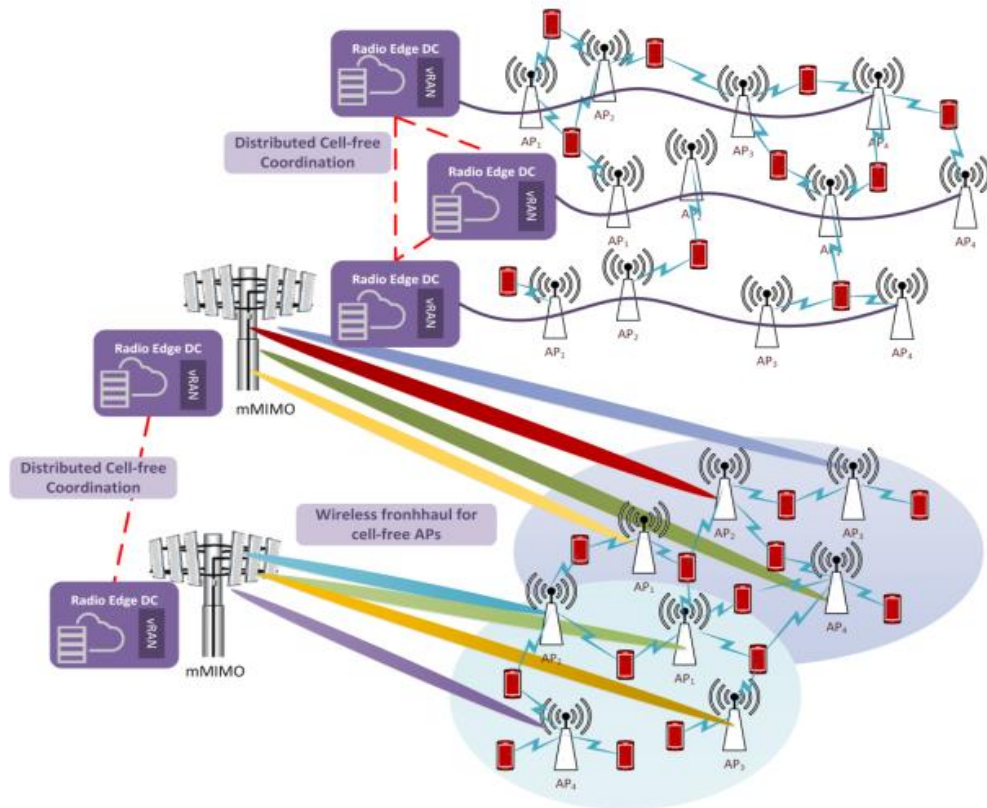 Radio Edge DC
vRAN
AP₁
AP₂
AP₃
AP₄
Distributed Cell-free
Coordination
Radio Edge DC
vRAN
AP₁
AP₃
AP₄
Radio Edge DC
vRAN
AP₁
AP₂
AP₃
AP₄
Radio Edge DC
vRAN
mMIMO
Distributed Cell-free
Coordination
Wireless fronhhaul for
cell-free APs
AP₂
AP₃
AP₁
AP₄
Radio Edge DC
vRAN
mMIMO
AP₂
AP₁
AP₃
AP₄